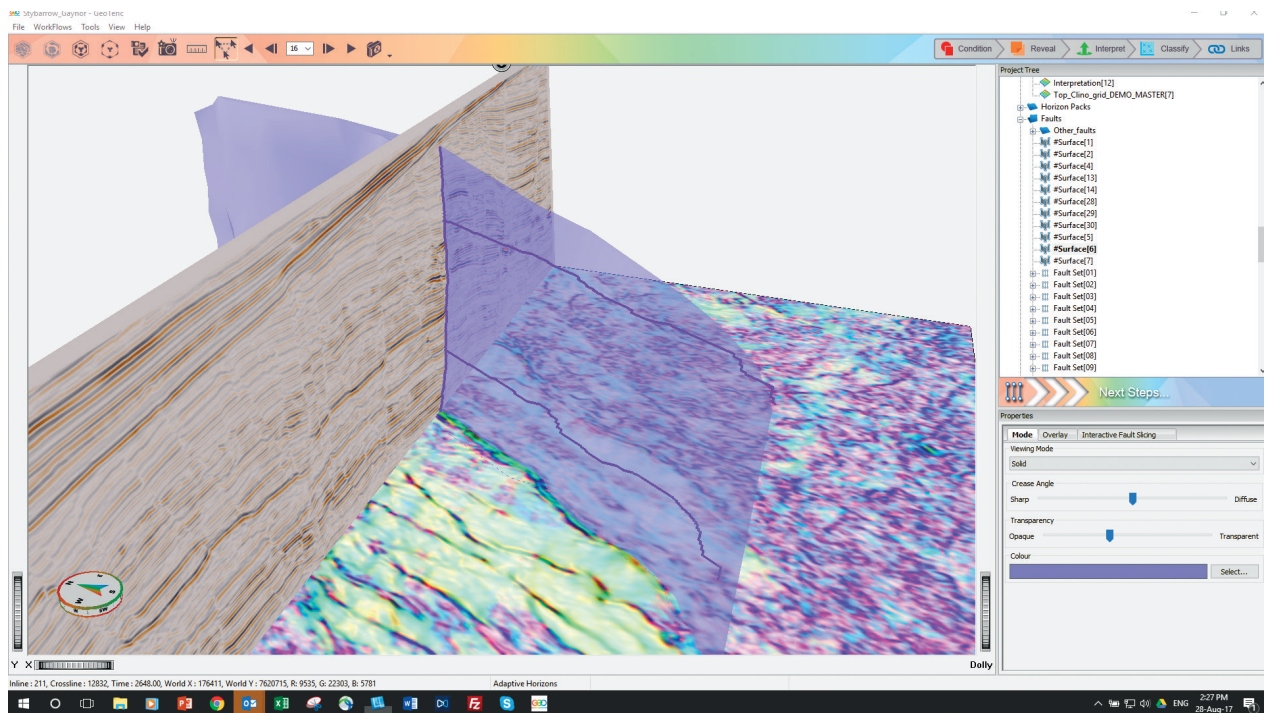 Stybarrow_Gaynor - GeoTeric
File WorkFlows Tools View Help
16
Condition Reveal Interpret Classify Links
Project Tree
Interpretation[12]
Top_Clino_grid_DEMO_MASTER[7]
Horizon Packs
Faults
Other_faults
#Surface[1]
#Surface[2]
#Surface[4]
#Surface[13]
#Surface[14]
#Surface[28]
#Surface[29]
#Surface[30]
#Surface[5]
#Surface[6]
#Surface[7]
Fault Set[01]
Fault Set[02]
Fault Set[03]
Fault Set[04]
Fault Set[05]
Fault Set[06]
Fault Set[07]
Fault Set[08]
Fault Set[09]
Next Steps...
Properties
Mode Overlay Interactive Fault Slicing
Viewing Mode
Solid
Crease Angle
Sharp Diffuse
Transparency
Opaque Transparent
Colour
Select...
Y X
Dolly
Inline : 211, Crossline : 12832, Time : 2648.00, World X : 176411, World Y : 7620715, R: 9535, G: 22303, B: 5781
Adaptive Horizons
ENG
2:27 PM
28-Aug-17